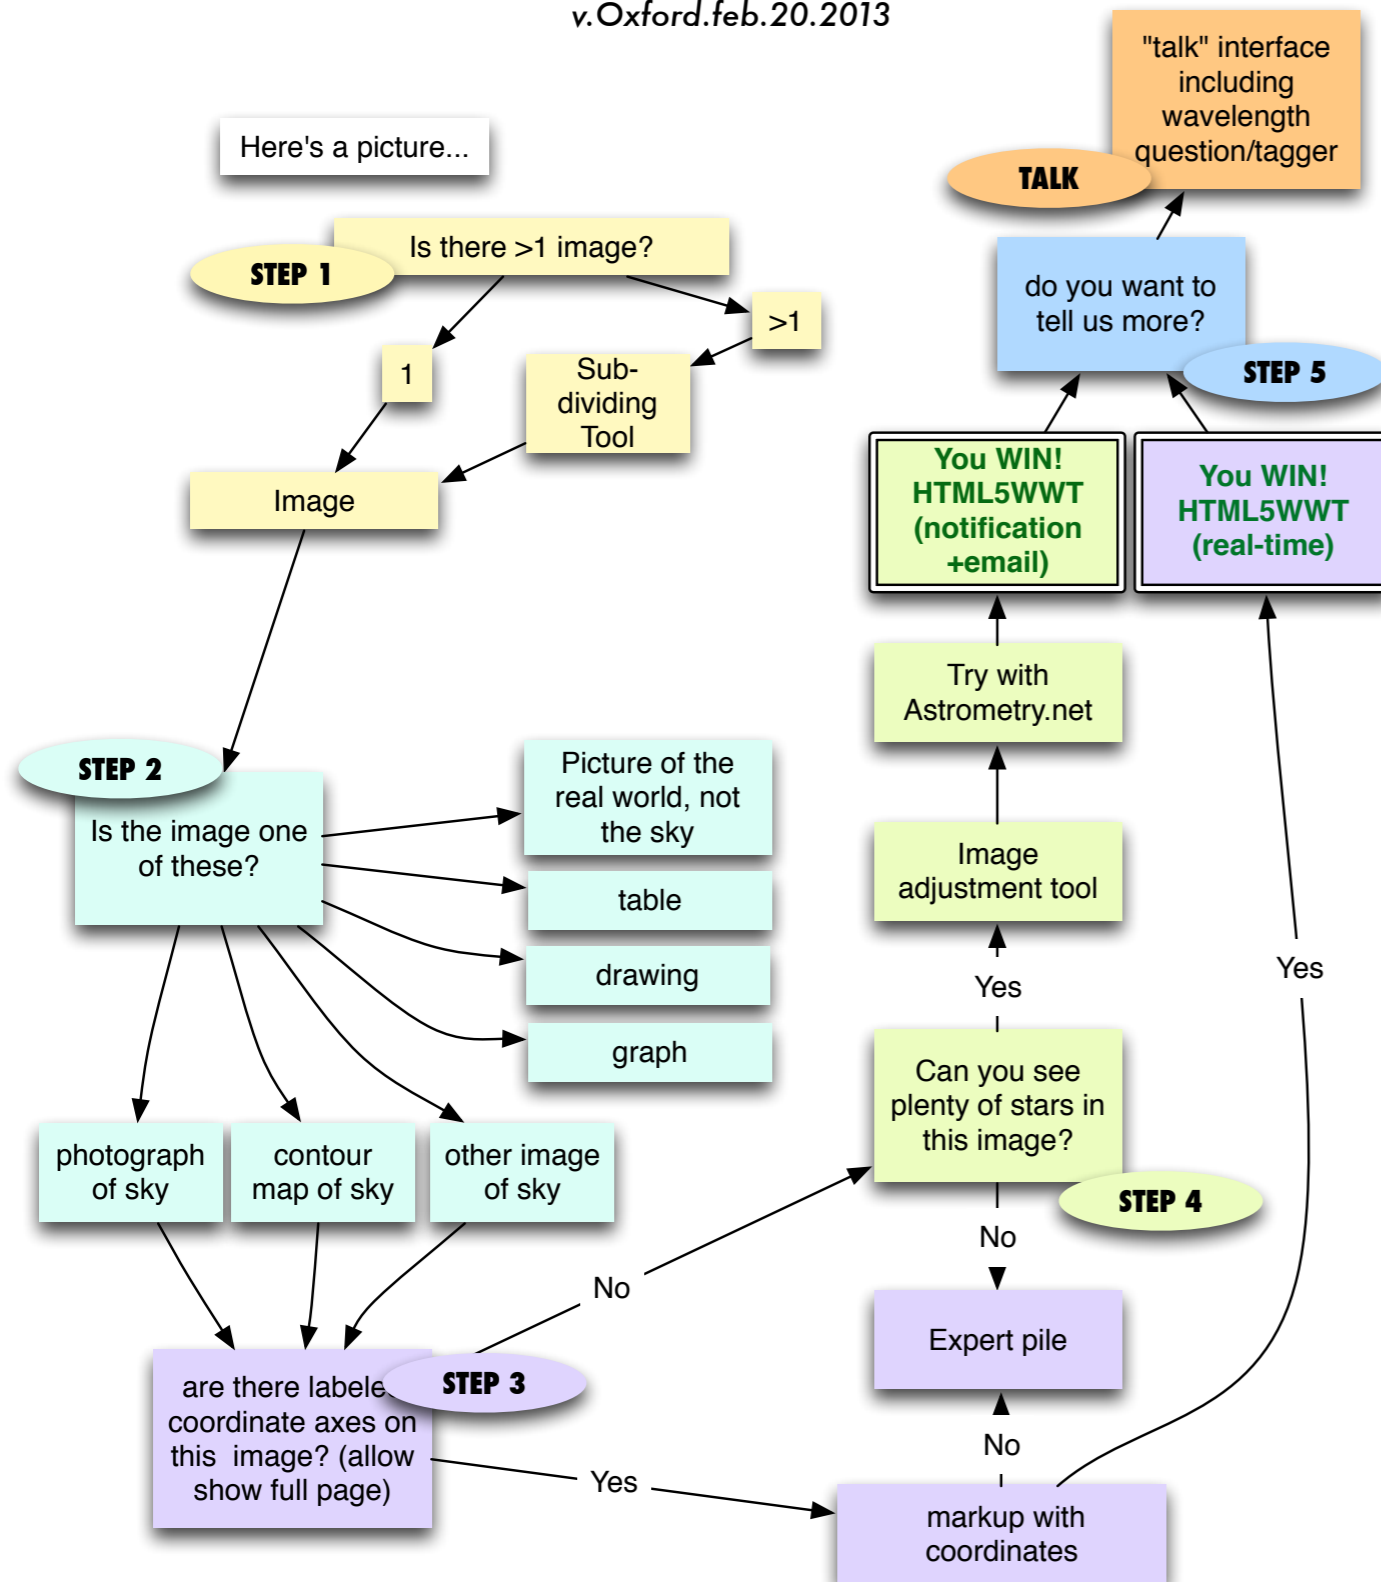 v.Oxford.feb.20.2013
Here's a picture...
STEP 1
Is there >1 image?
1
>1
Sub-
dividing
Tool
Image
STEP 2
Is the image one
of these?
Picture of the
real world, not
the sky
table
drawing
graph
photograph
of sky
contour
map of sky
other image
of sky
STEP 3
are there labele
coordinate axes on
this image? (allow
show full page)
No
Yes
markup with
coordinates
No
Expert pile
Yes
STEP 4
Can you see
plenty of stars in
this image?
No
Yes
Image
adjustment tool
Try with
Astrometry.net
You WIN!
HTML5WWT
(notification
+email)
You WIN!
HTML5WWT
(real-time)
STEP 5
do you want to
tell us more?
TALK
"talk" interface
including
wavelength
question/tagger